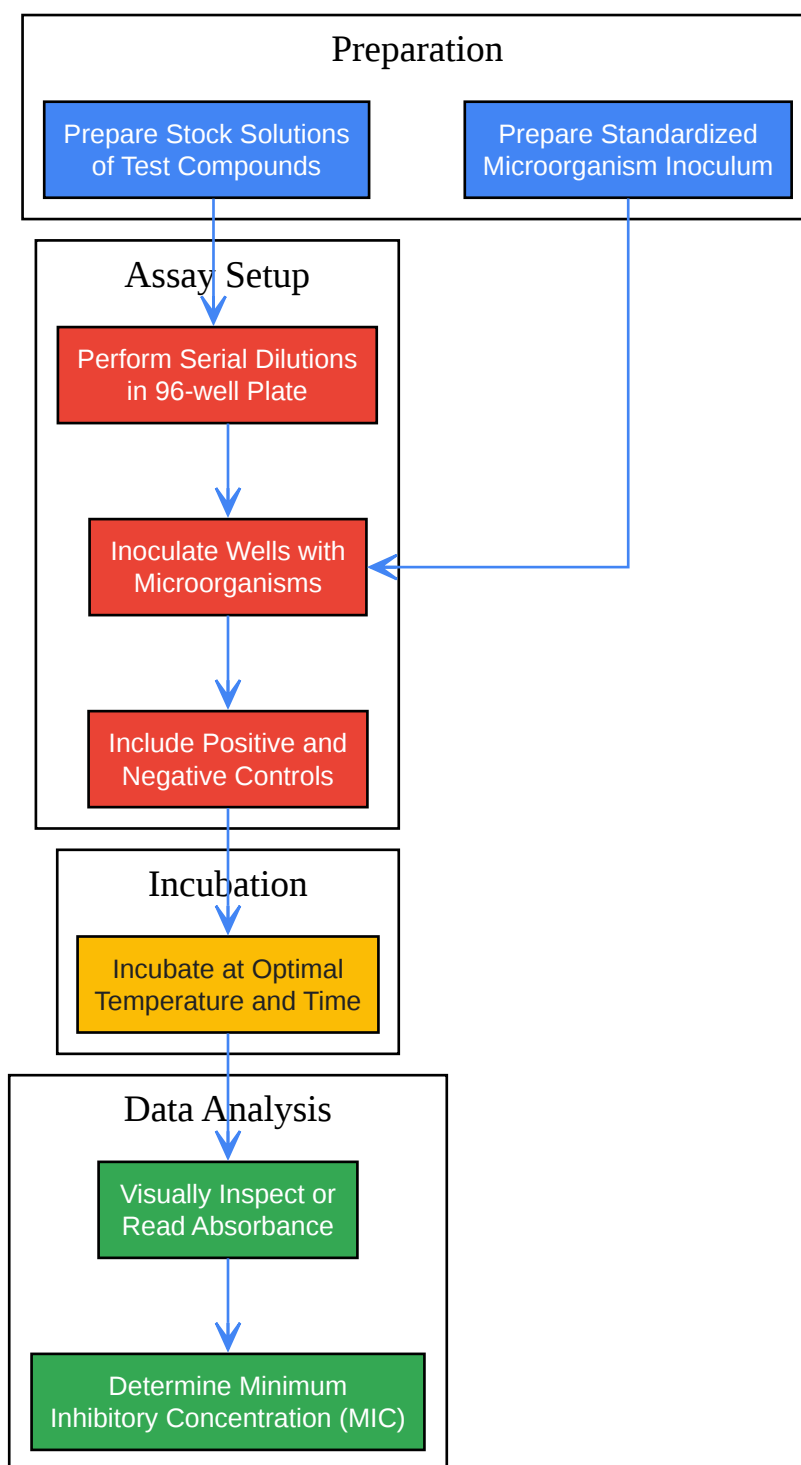 Preparation
Prepare Stock Solutions
of Test Compounds
Prepare Standardized
Microorganism Inoculum
Assay Setup
Perform Serial Dilutions
in 96-well Plate
Inoculate Wells with
Microorganisms
Include Positive and
Negative Controls
Incubation
Incubate at Optimal
Temperature and Time
Data Analysis
Visually Inspect or
Read Absorbance
Determine Minimum
Inhibitory Concentration (MIC)